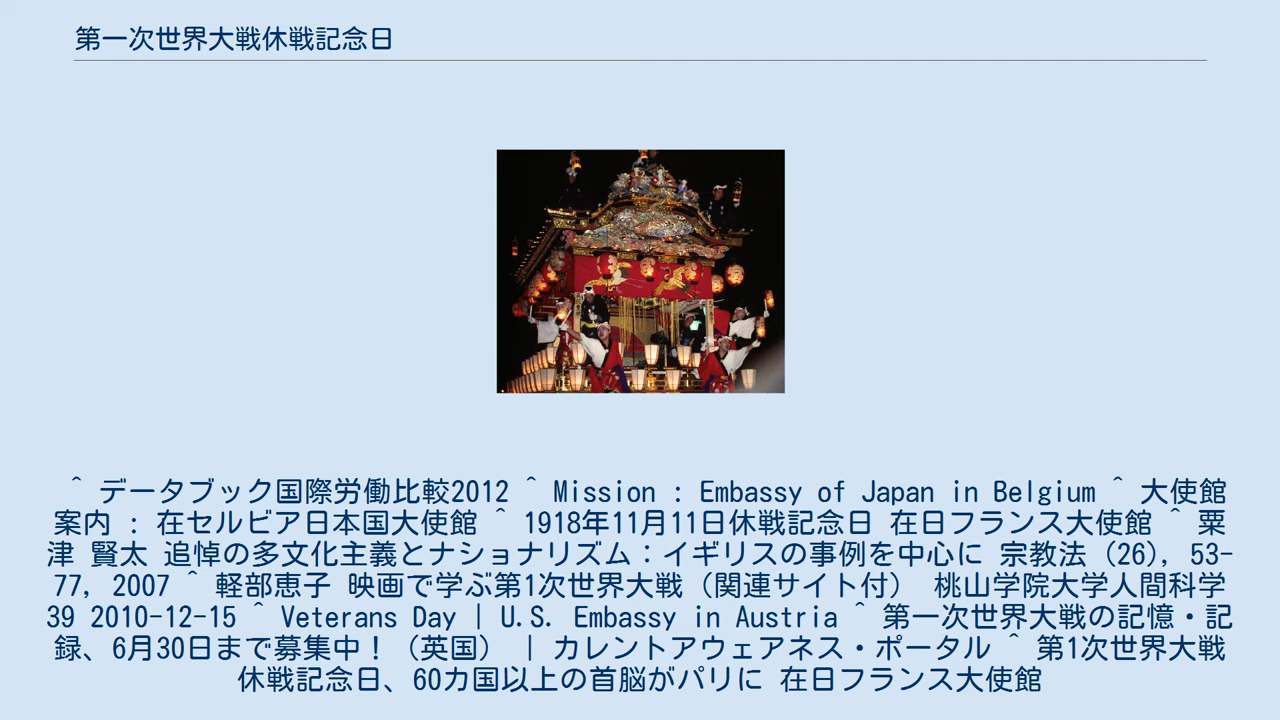 第一次世界大戦休戦記念日
^ データブック国際労働比較2012 ^ Mission : Embassy of Japan in Belgium ^ 大使館
案内 : 在セルビア日本国大使館 ^ 1918年11月11日休戦記念日 在日フランス大使館 ^ 粟
津 賢太 追悼の多文化主義とナショナリズム：イギリスの事例を中心に 宗教法 (26), 53-
77, 2007 ^ 軽部恵子 映画で学ぶ第1次世界大戦（関連サイト付） 桃山学院大学人間科学
39 2010-12-15 ^ Veterans Day | U.S. Embassy in Austria ^ 第一次世界大戦の記憶・記
録、6月30日まで募集中！（英国） | カレントアウェアネス・ポータル ^ 第1次世界大戦
休戦記念日、60カ国以上の首脳がパリに 在日フランス大使館